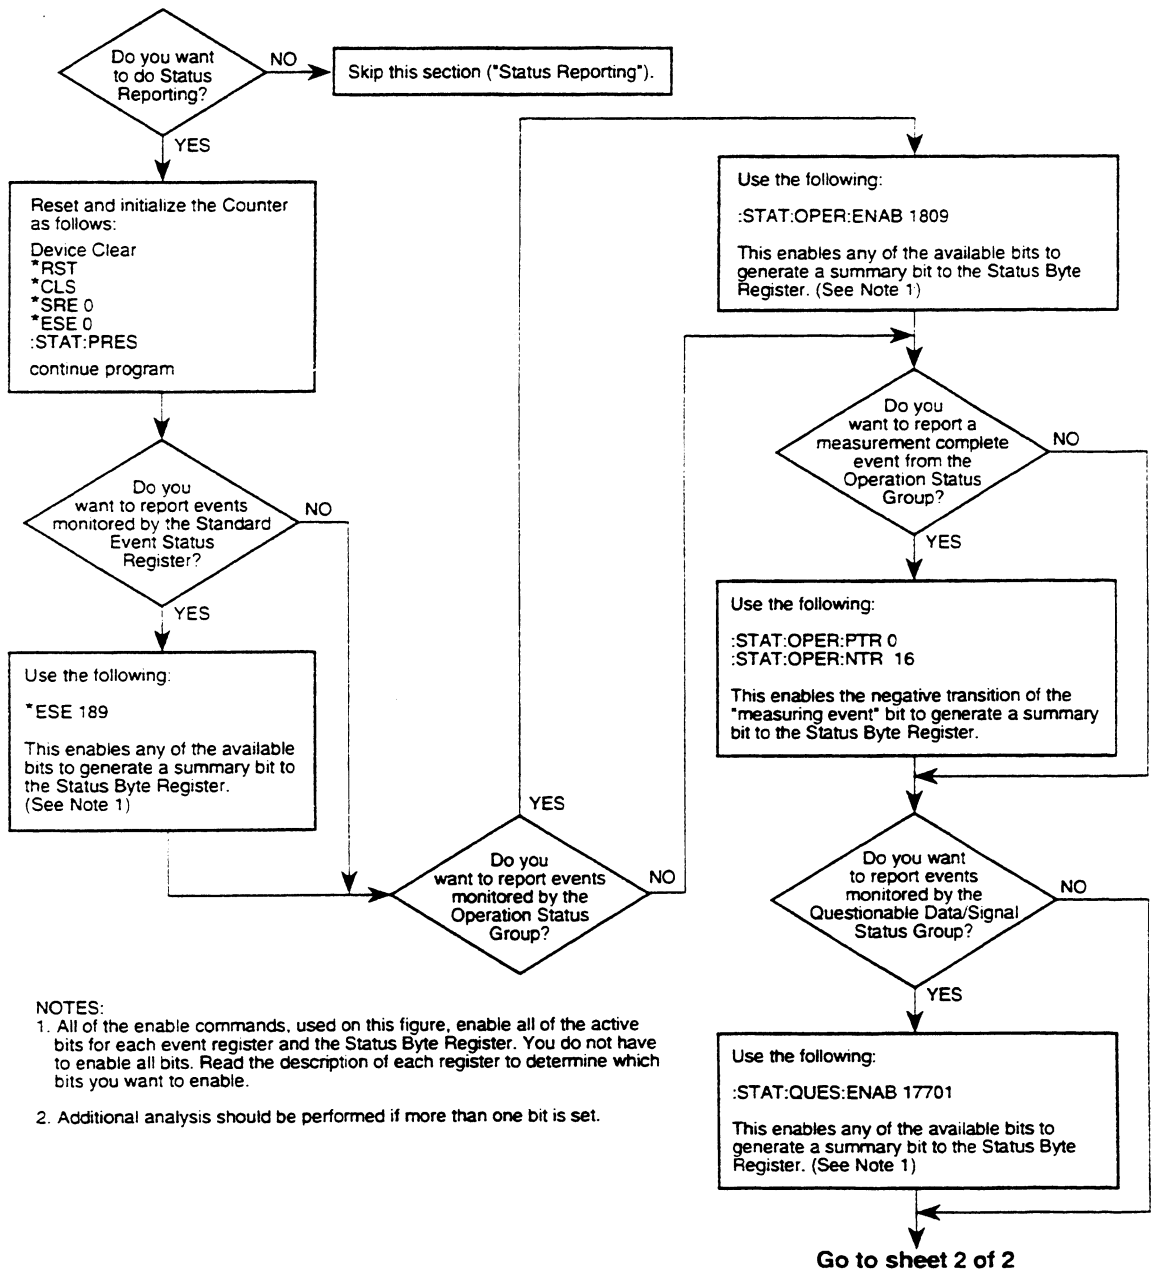 Do you want
to do Status
Reporting?
NO
Skip this section ("Status Reporting").
YES
Reset and initialize the Counter
as follows:
Device Clear
*RST
*CLS
*SRE 0
*ESE 0
:STAT:PRES
continue program
Do you
want to report events
monitored by the Standard
Event Status
Register?
NO
YES
Use the following:
*ESE 189
This enables any of the available
bits to generate a summary bit to
the Status Byte Register.
(See Note 1)
YES
Do you
want to report events
monitored by the
Operation Status
Group?
NO
Use the following:
:STAT:OPER:ENAB 1809
This enables any of the available bits to
generate a summary bit to the Status Byte
Register. (See Note 1)
Do you
want to report a
measurement complete
event from the
Operation Status
Group?
NO
YES
Use the following:
:STAT:OPER:PTR 0
:STAT:OPER:NTR 16
This enables the negative transition of the
"measuring event" bit to generate a summary
bit to the Status Byte Register.
Do you want
to report events
monitored by the
Questionable Data/Signal
Status Group?
NO
YES
Use the following:
:STAT:QUES:ENAB 17701
This enables any of the available bits to
generate a summary bit to the Status Byte
Register. (See Note 1)
Go to sheet 2 of 2
NOTES:
1. All of the enable commands, used on this figure, enable all of the active
bits for each event register and the Status Byte Register. You do not have
to enable all bits. Read the description of each register to determine which
bits you want to enable.
2. Additional analysis should be performed if more than one bit is set.